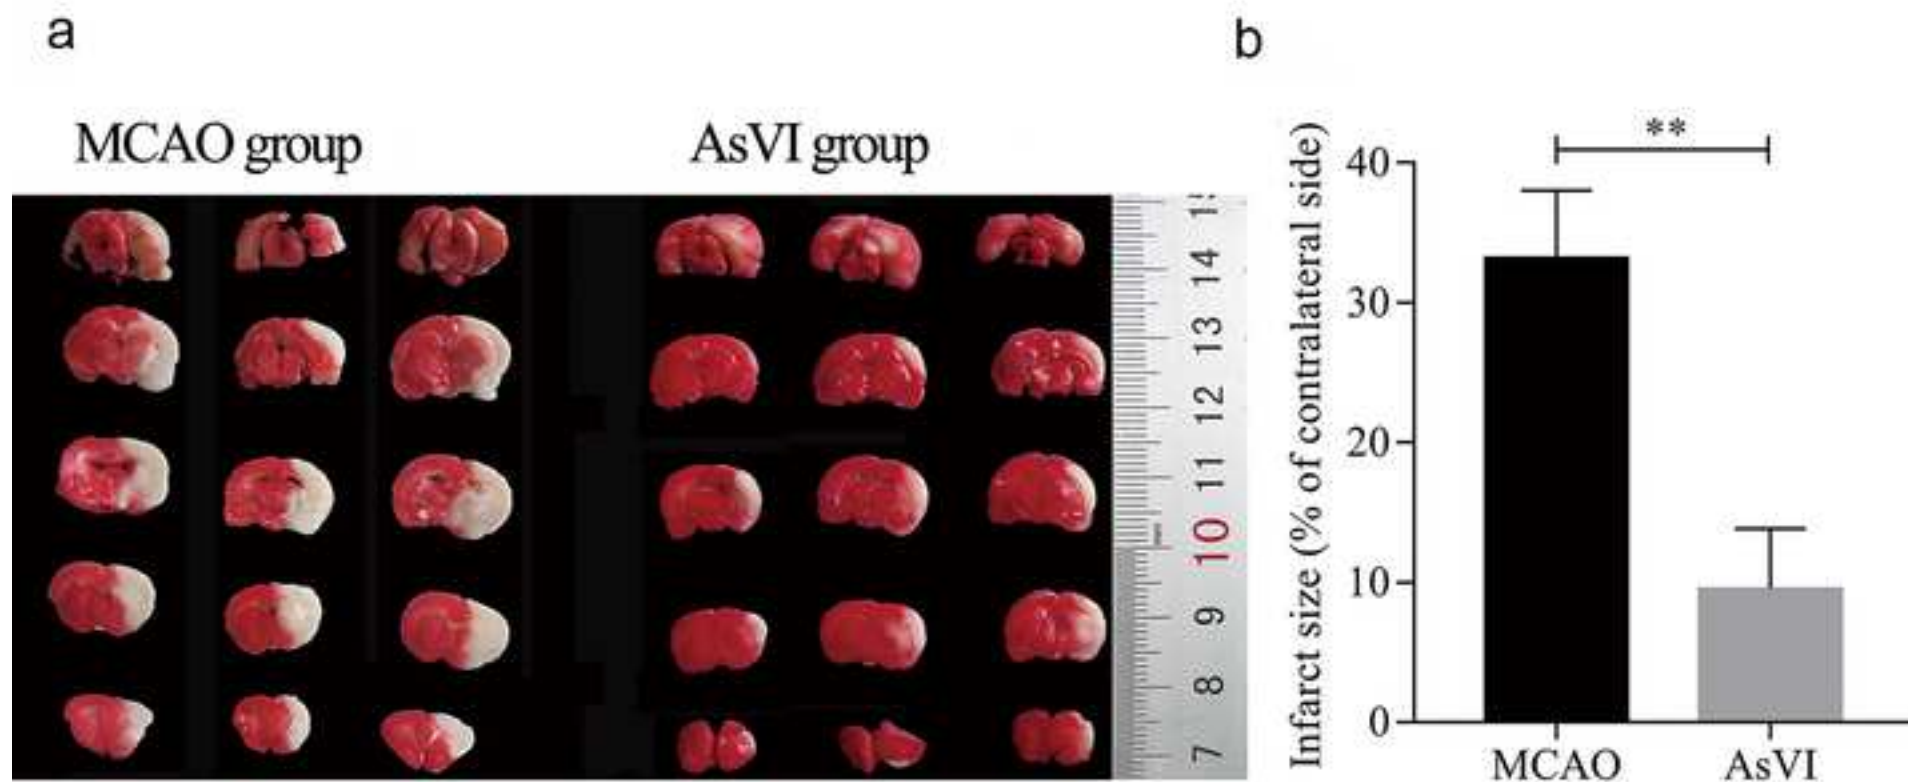 a
b
MCAO group
AsVI group
14
13
12
11
10
9
8
7
Infarct size (% of contralateral side)
**
40
30
20
10
0
MCAO
AsVI